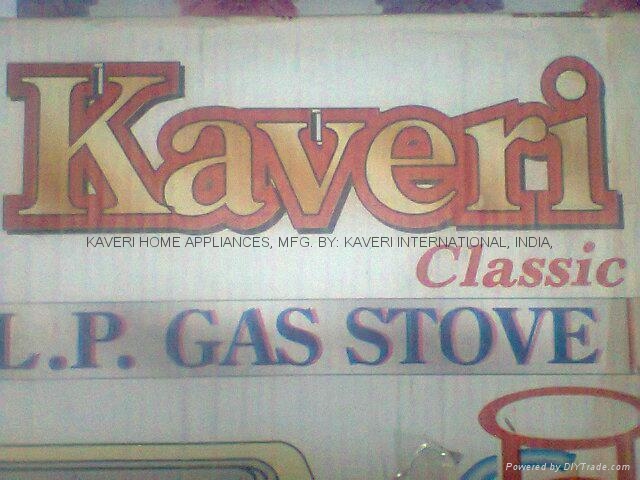 Kaveri
KAVERI HOME APPLIANCES, MFG. BY: KAVERI INTERNATIONAL, INDIA,
Classic
L.P. GAS STOVE
Powered by DIYTrade.com